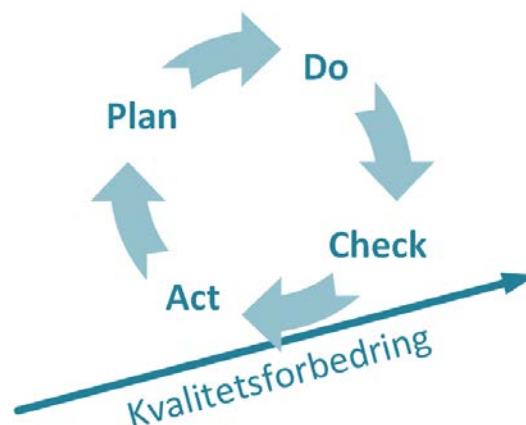 Do
Plan
Check
Act
Kvalitetsforbedring